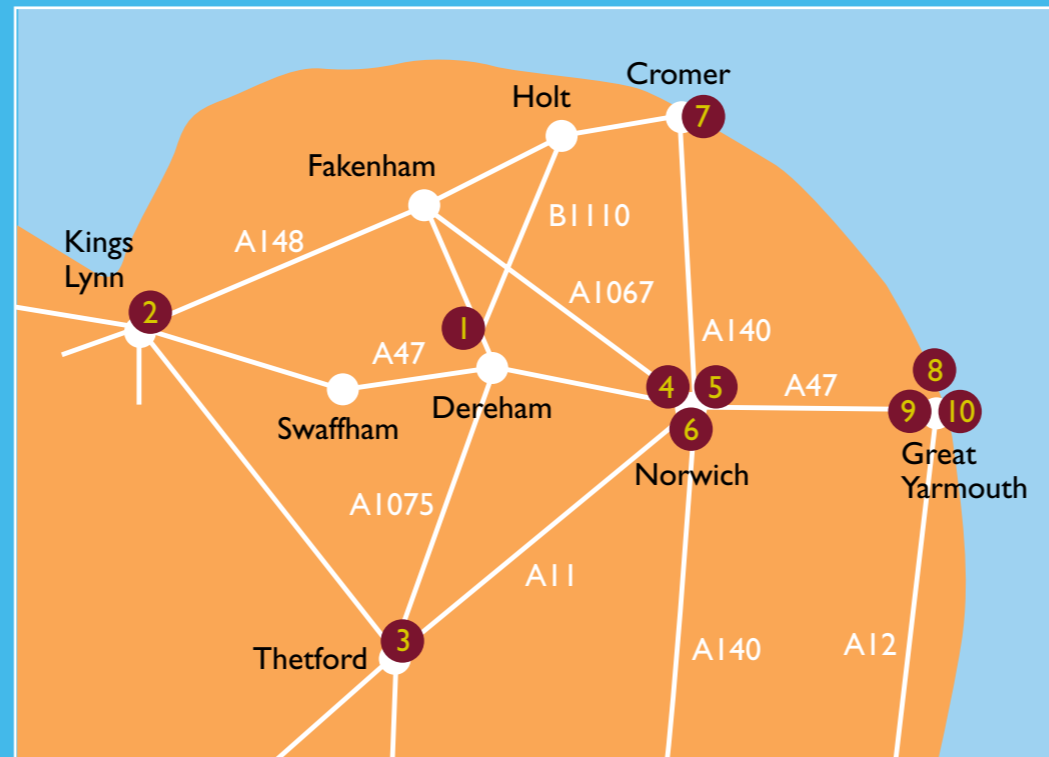 Cromer
7
Holt
Fakenham
B1110
Kings
Lynn
A148
2
A1067
1
A140
A47
8
4
5
A47
9
10
Dereham
Swaffham
6
Great
Yarmouth
Norwich
A1075
A11
3
Thetford
A140
A12